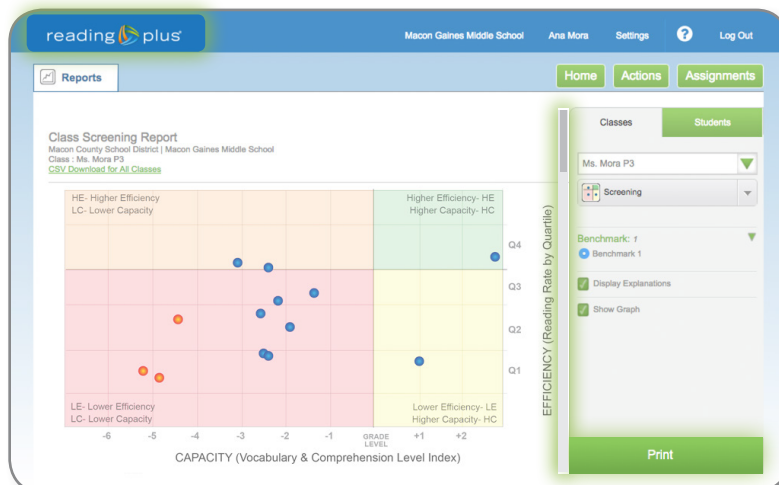 reading plus®
Macon Gaines Middle School
Ana Mora
Settings
?
Log Out
Reports
Home
Actions
Assignments
Class Screening Report
Macon County School District | Macon Gaines Middle School
Class : Ms. Mora P3
CSV Download for All Classes
HE- Higher Efficiency
LC- Lower Capacity
Higher Efficiency- HE
Higher Capacity- HC
Q4
Q3
Q2
Q1
EFFICIENCY (Reading Rate by Quartile)
LE- Lower Efficiency
LC- Lower Capacity
Lower Efficiency- LE
Higher Capacity- HC
-6 -5 -4 -3 -2 -1 GRADE LEVEL +1 +2
CAPACITY (Vocabulary & Comprehension Level Index)
Classes
Students
Ms. Mora P3
Screening
Benchmark: 1
Benchmark 1
Display Explanations
Show Graph
Print